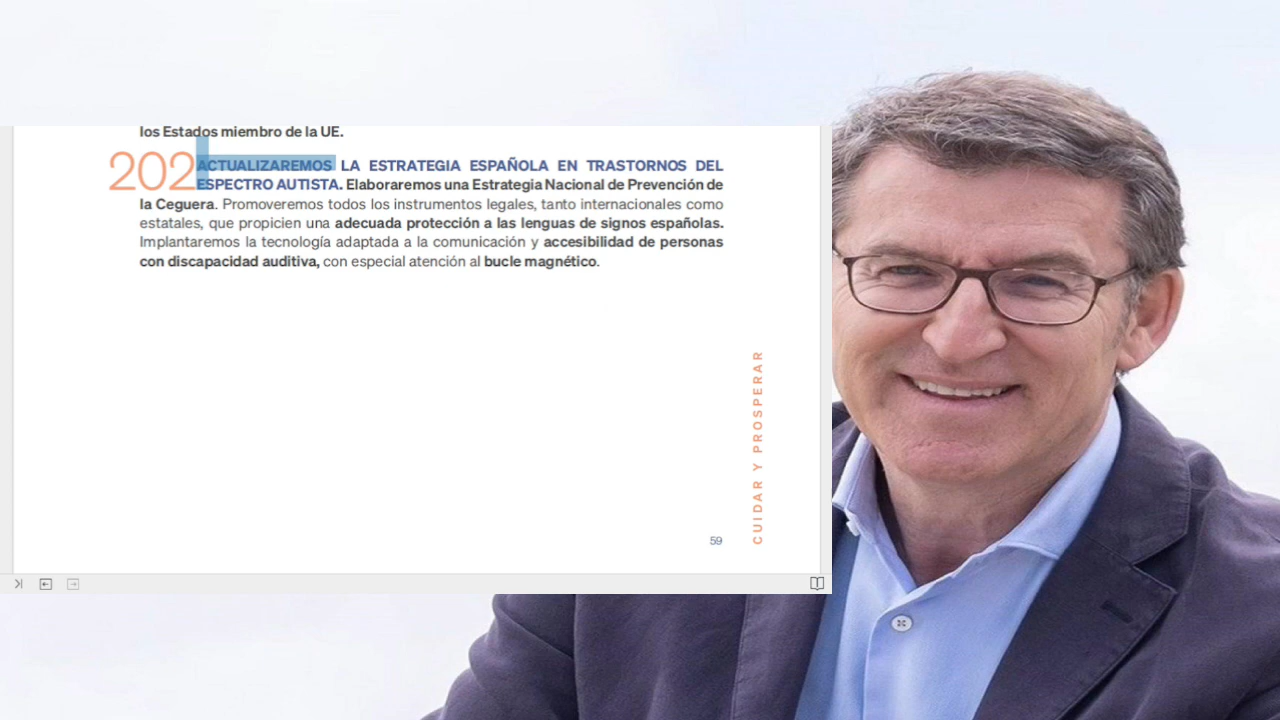 los Estados miembro de la UE.
202 ACTUALIZAREMOS LA ESTRATEGIA ESPAÑOLA EN TRASTORNOS DEL
ESPECTRO AUTISTA. Elaboraremos una Estrategia Nacional de Prevención de
la Ceguera. Promoveremos todos los instrumentos legales, tanto internacionales como
estatales, que propicien una adecuada protección a las lenguas de signos españolas.
Implantaremos la tecnología adaptada a la comunicación y accesibilidad de personas
con discapacidad auditiva, con especial atención al bucle magnético.
CUIDAR Y PROSPERAR
59